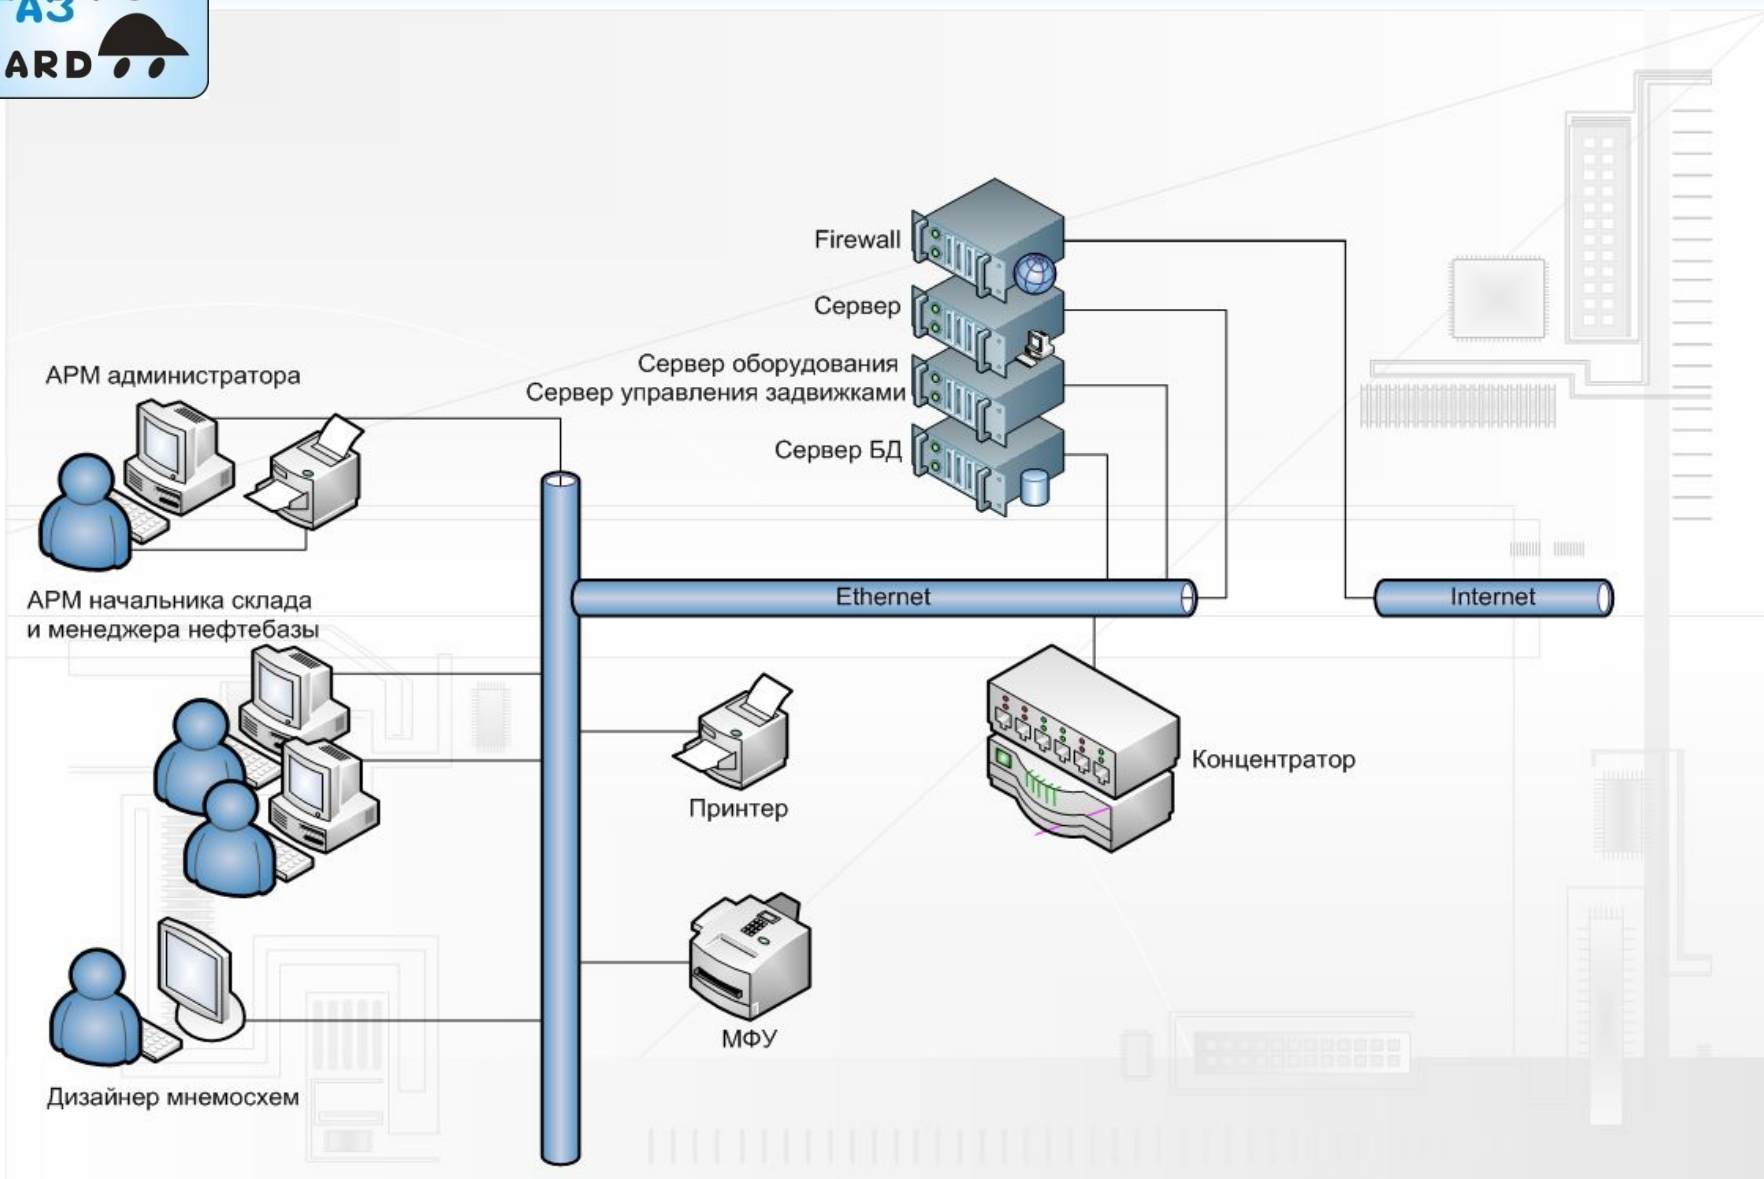 АЗ
ARD
Firewall
Сервер
Сервер оборудования
Сервер управления задвижками
Сервер БД
АРМ администратора
Ethernet
Internet
АРМ начальника склада
и менеджера нефтебазы
Концентратор
Принтер
МФУ
Дизайнер мнемосхем